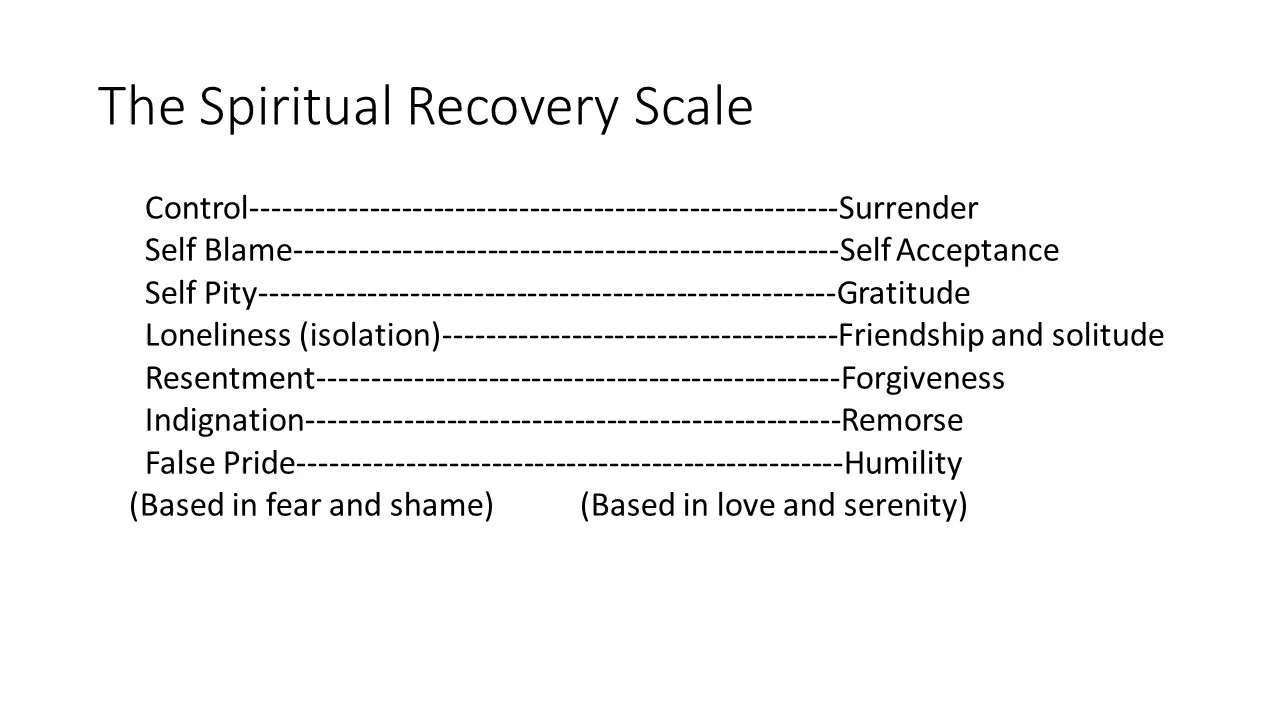 The Spiritual Recovery Scale
Control------------------------------------------------------Surrender
Self Blame--------------------------------------------------Self Acceptance
Self Pity-----------------------------------------------------Gratitude
Loneliness (isolation)------------------------------------Friendship and solitude
Resentment------------------------------------------------Forgiveness
Indignation-------------------------------------------------Remorse
False Pride--------------------------------------------------Humility
(Based in fear and shame) (Based in love and serenity)